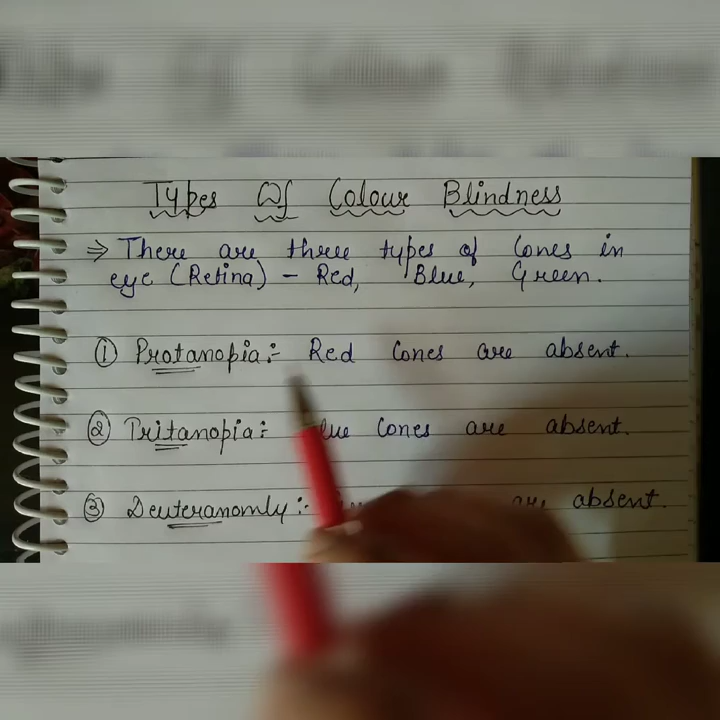 Types Of Colour Blindness
⇒ There are three types of Cones in
eye (Retina) – Red, Blue, Green.
① Protanopia:- Red Cones are absent.
② Tritanopia: Cones are absent.
③ Deuteranomly:- are absent.